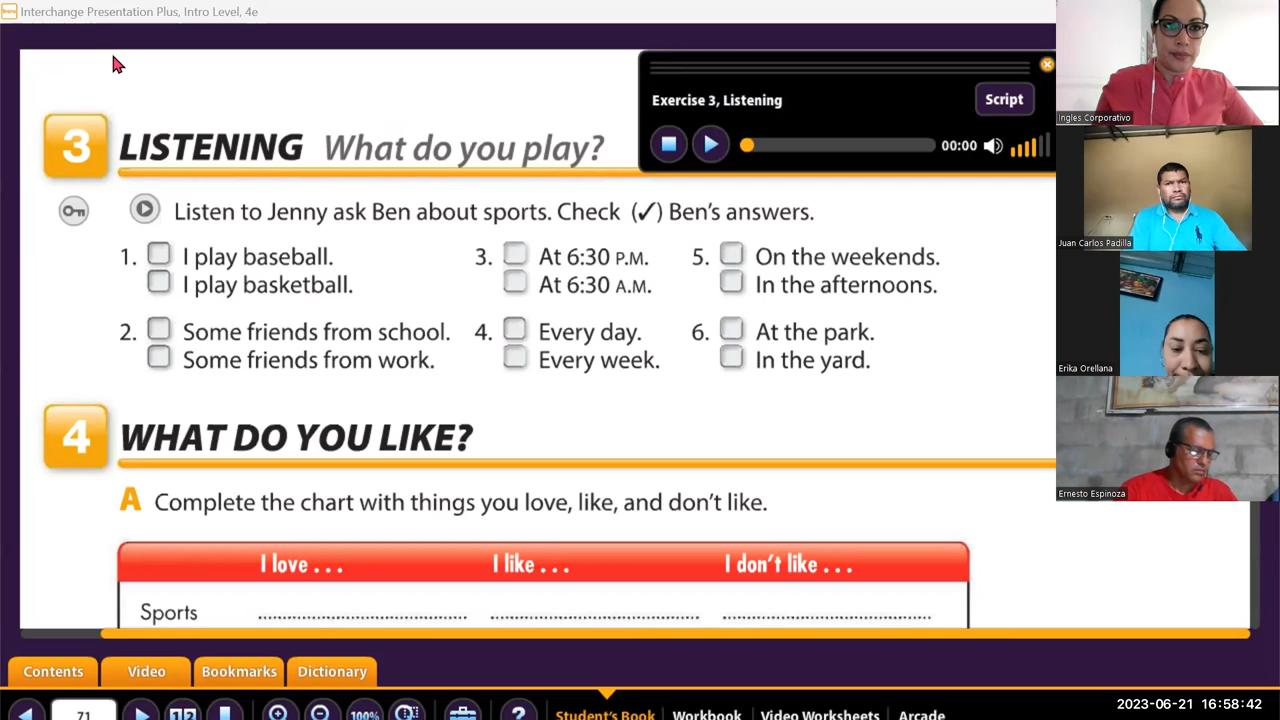 Interchange Presentation Plus, Intro Level, 4e
Exercise 3, Listening
Script
00:00
3 LISTENING What do you play?
Listen to Jenny ask Ben about sports. Check (✓) Ben's answers.
1. I play baseball.
I play basketball.
2. Some friends from school.
Some friends from work.
3. At 6:30 P.M.
At 6:30 A.M.
4. Every day.
Every week.
5. On the weekends.
In the afternoons.
6. At the park.
In the yard.
4 WHAT DO YOU LIKE?
A Complete the chart with things you love, like, and don't like.
I love . . . I like . . . I don't like . . .
Sports
Contents Video Bookmarks Dictionary
71 1 2 100% ? Student's Book Workbook Video Worksheets Arcade
Ingles Corporativo
Juan Carlos Padilla
Erika Orellana
Ernesto Espinoza
2023-06-21 16:58:42